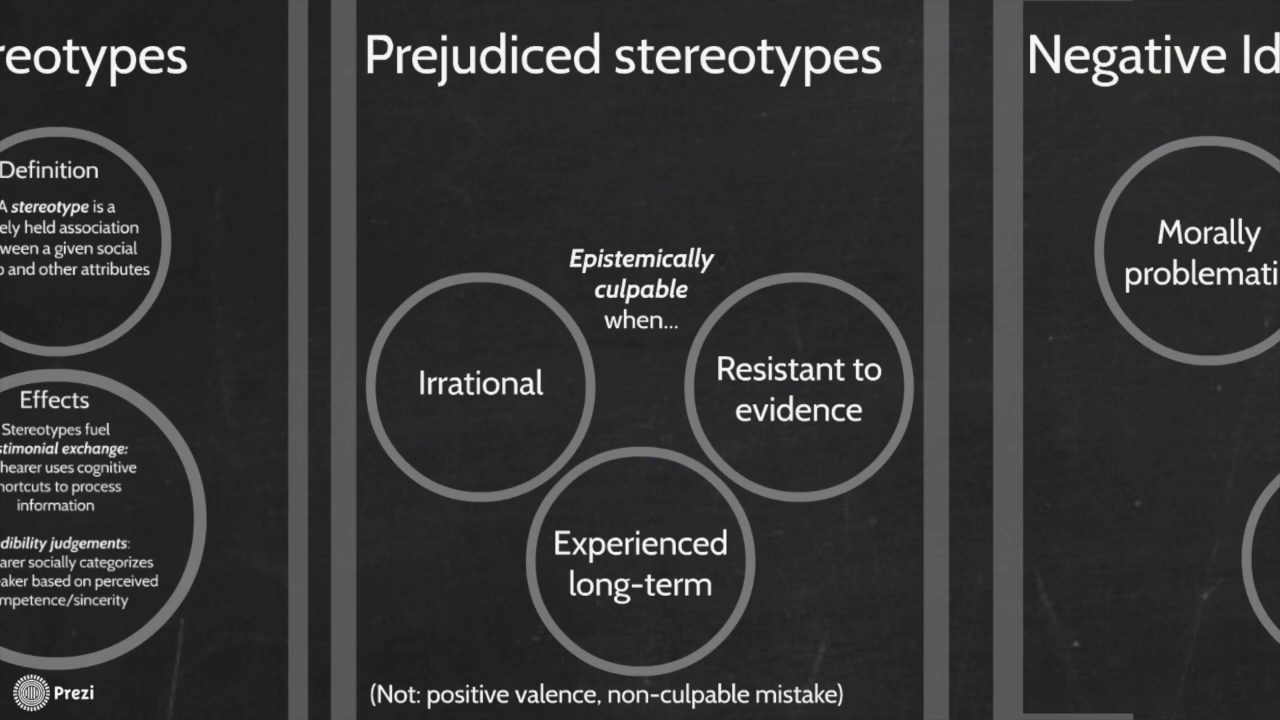 reotypes
Definition
A stereotype is a
ely held association
ween a given social
p and other attributes
Effects
Stereotypes fuel
stimonial exchange:
hearer uses cognitive
hortcuts to process
information
dibility judgements:
arer socially categorizes
aker based on perceived
mpetence/sincerity
Prezi
Prejudiced stereotypes
Epistemically
culpable
when...
Irrational
Resistant to
evidence
Experienced
long-term
(Not: positive valence, non-culpable mistake)
Negative Id
Morally
problemati